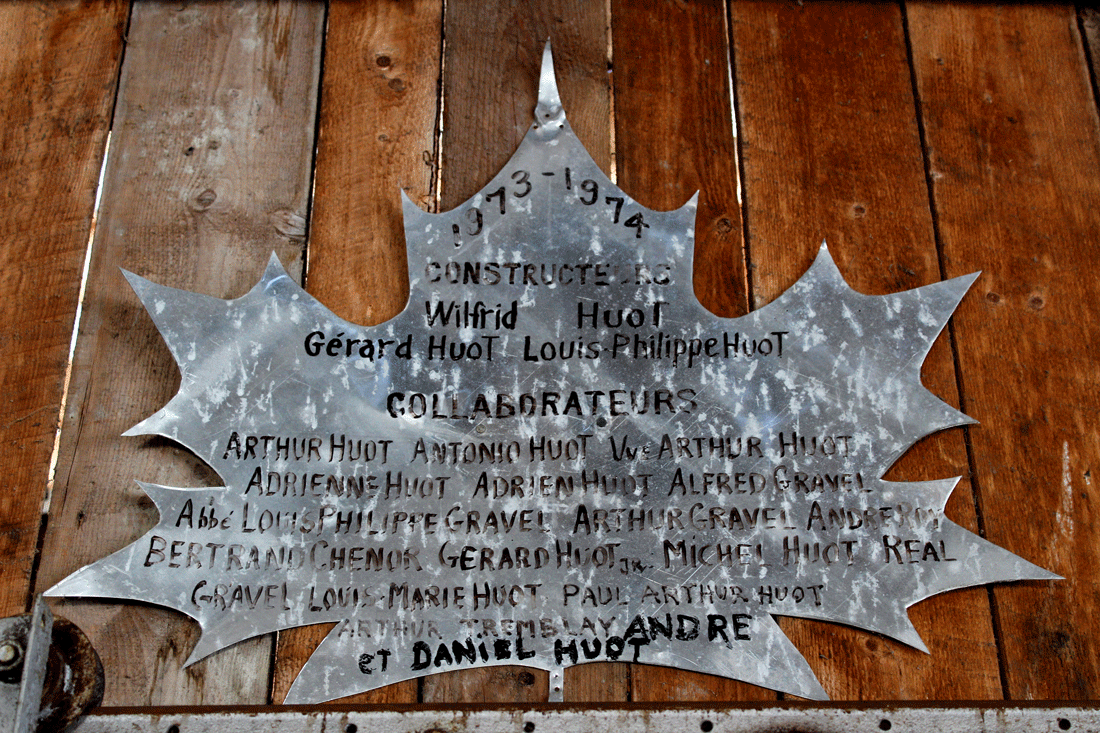 1973-1974
CONSTRUCTEURS
Wilfrid HUOT
Gérard HUOT Louis-Philippe HUOT
COLLABORATEURS
ARTHUR HUOT ANTONIO HUOT Vve ARTHUR HUOT
ADRIENNE HUOT ADRIEN HUOT ALFRED GRAVEL
Abbé LOUIS PHILIPPE GRAVEL ARTHUR GRAVEL ANDRE ROY
BERTRAND CHENOR GERARD HUOT JR. MICHEL HUOT REAL
GRAVEL LOUIS-MARIE HUOT PAUL ARTHUR HUOT
ARTHUR TREMBLAY ANDRE
eT DANIEL HUOT